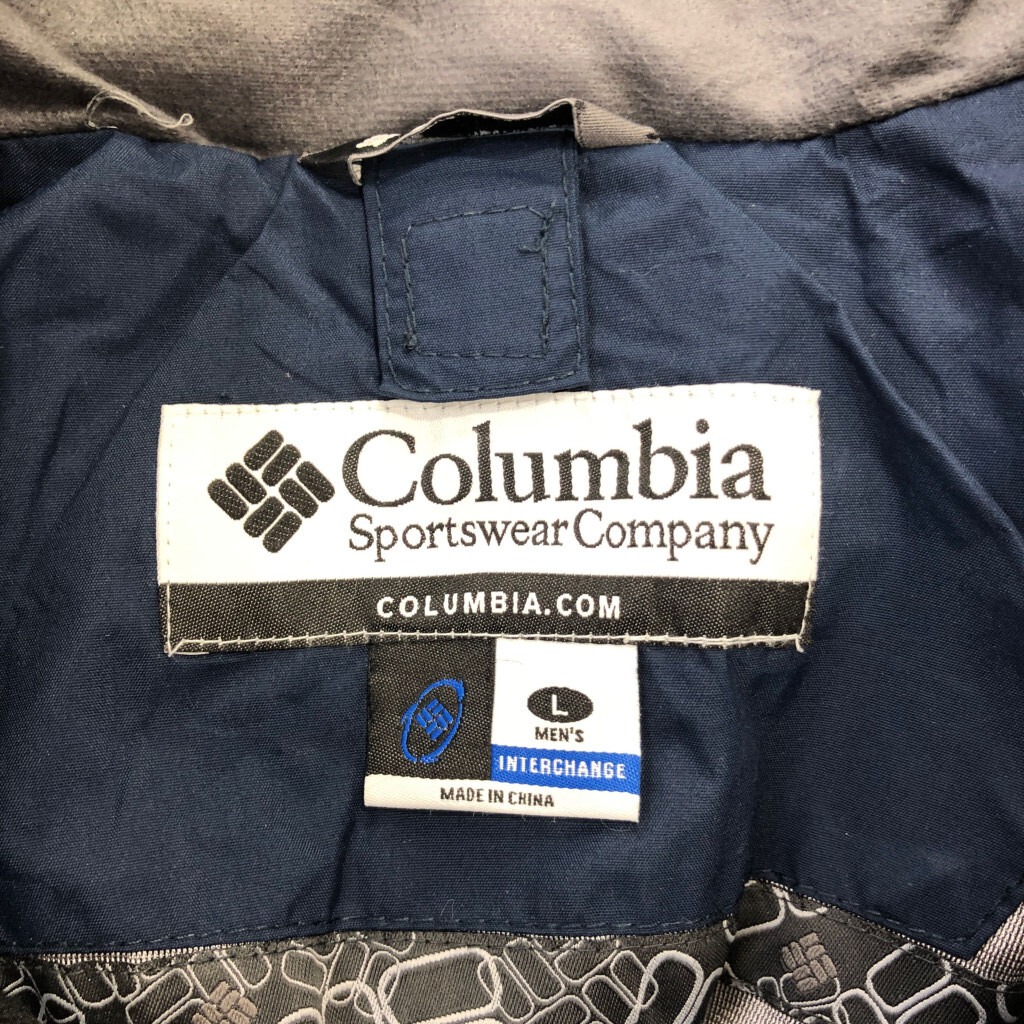 Columbia
Sportswear Company
COLUMBIA.COM
L
MEN'S
INTERCHANGE
MADE IN CHINA